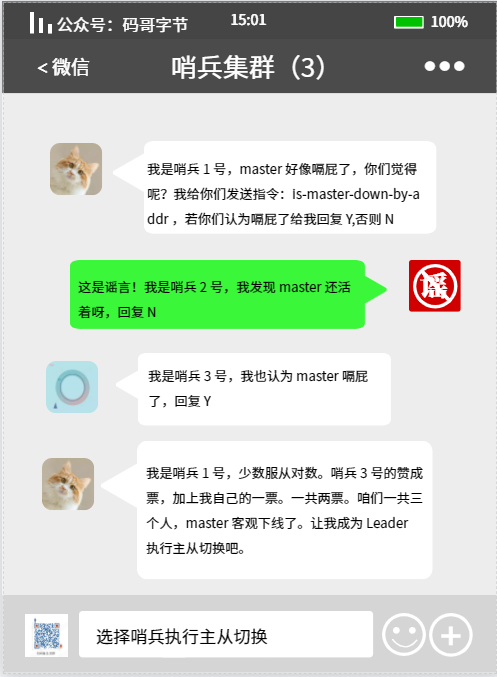 公众号：码哥字节 15:01 100%
< 微信 哨兵集群（3） 
我是哨兵 1 号，master 好像嗝屁了，你们觉得
呢？我给你们发送指令：is-master-down-by-a
ddr ，若你们认为嗝屁了给我回复 Y,否则 N
这是谣言！我是哨兵 2 号，我发现 master 还活
着呀，回复 N
谣
我是哨兵 3 号，我也认为 master 嗝屁
了，回复 Y
我是哨兵 1 号，少数服从对数。哨兵 3 号的赞成
票，加上我自己的一票。一共两票。咱们一共三
个人，master 客观下线了。让我成为 Leader
执行主从切换吧。
选择哨兵执行主从切换